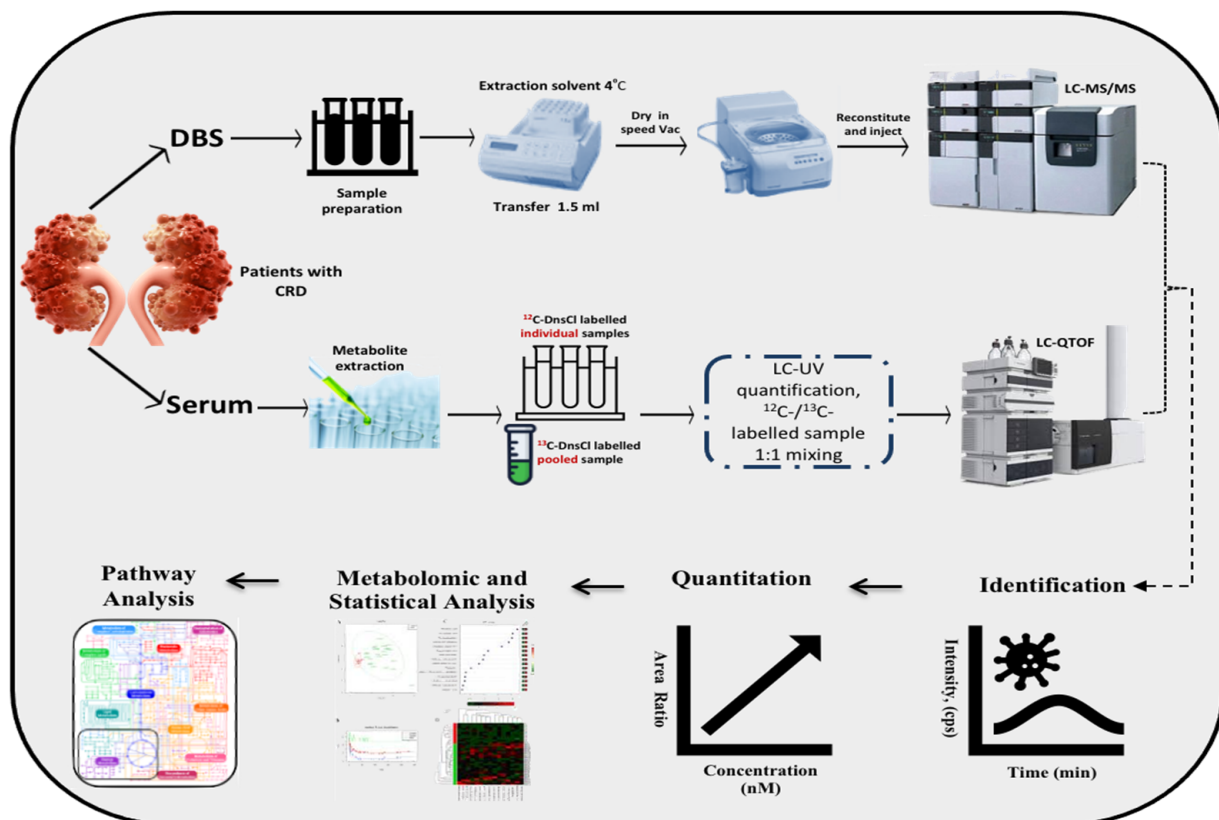 Patients with
CRD
DBS
Sample
preparation
Extraction solvent 4°C
Transfer 1.5 ml
Dry in
speed Vac
Reconstitute
and inject
LC-MS/MS
Serum
Metabolite
extraction
¹²C-DnsCl labelled
individual samples
¹³C-DnsCl labelled
pooled sample
LC-UV
quantification,
¹²C-/¹³C-
labelled sample
1:1 mixing
LC-QTOF
Identification
Intensity, (cps)
Time (min)
Quantitation
Area Ratio
Concentration
(nM)
Metabolomic and
Statistical Analysis
Pathway
Analysis